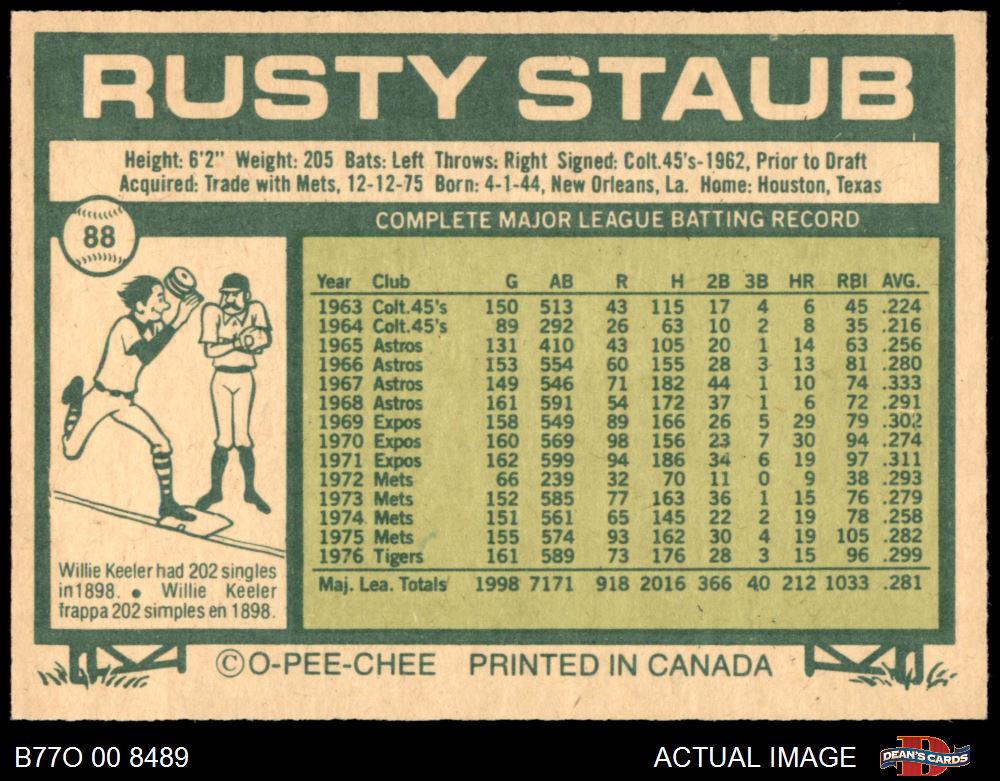 RUSTY STAUB
Height: 6'2" Weight: 205 Bats: Left Throws: Right Signed: Colt.45's-1962, Prior to Draft
Acquired: Trade with Mets, 12-12-75 Born: 4-1-44, New Orleans, La. Home: Houston, Texas
88
COMPLETE MAJOR LEAGUE BATTING RECORD
Year Club G AB R H 2B 3B HR RBI AVG.
1963 Colt.45's 150 513 43 115 17 4 6 45 .224
1964 Colt.45's 89 292 26 63 10 2 8 35 .216
1965 Astros 131 410 43 105 20 1 14 63 .256
1966 Astros 153 554 60 155 28 3 13 81 .280
1967 Astros 149 546 71 182 44 1 10 74 .333
1968 Astros 161 591 54 172 37 1 6 72 .291
1969 Expos 158 549 89 166 26 5 29 79 .302
1970 Expos 160 569 98 156 23 7 30 94 .274
1971 Expos 162 599 94 186 34 6 19 97 .311
1972 Mets 66 239 32 70 11 0 9 38 .293
1973 Mets 152 585 77 163 36 1 15 76 .279
1974 Mets 151 561 65 145 22 2 19 78 .258
1975 Mets 155 574 93 162 30 4 19 105 .282
1976 Tigers 161 589 73 176 28 3 15 96 .299
Maj. Lea. Totals 1998 7171 918 2016 366 40 212 1033 .281
Willie Keeler had 202 singles
in 1898. • Willie Keeler
frappa 202 simples en 1898.
©O-PEE-CHEE PRINTED IN CANADA
B77O 00 8489
ACTUAL IMAGE
DEAN'S CARDS